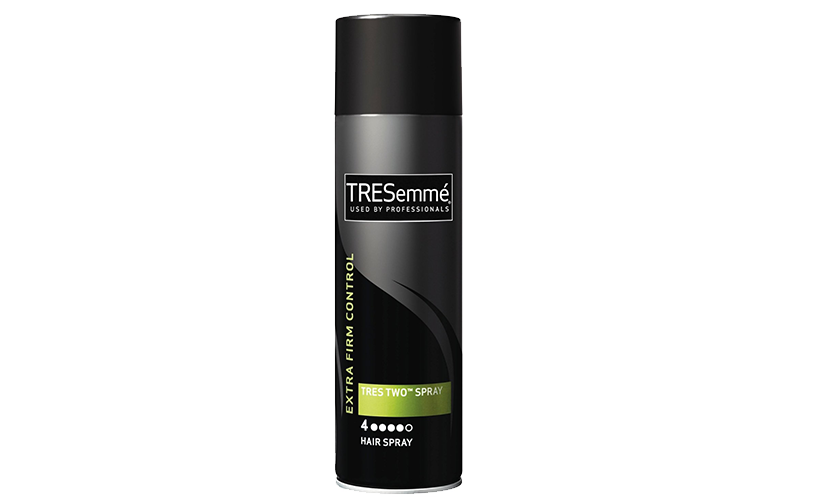 TRESemmé®
USED BY PROFESSIONALS
EXTRA FIRM CONTROL
TRES TWO™ SPRAY
4
HAIR SPRAY